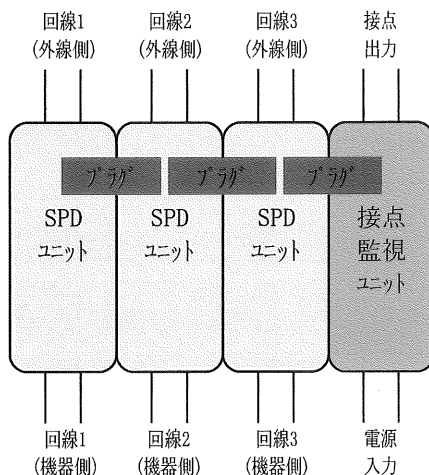 回線1
(外線側)
回線2
(外線側)
回線3
(外線側)
接点
出力
プラグ
プラグ
プラグ
SPD
ユニット
SPD
ユニット
SPD
ユニット
接点
監視
ユニット
回線1
(機器側)
回線2
(機器側)
回線3
(機器側)
電源
入力